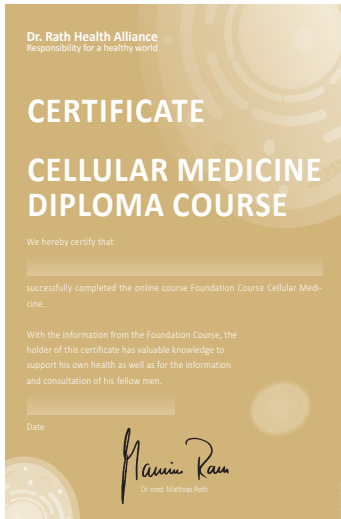 Dr. Rath Health Alliance
Responsibility for a healthy world
CERTIFICATE
CELLULAR MEDICINE
DIPLOMA COURSE
We hereby certify that
successfully completed the online course Foundation Course Cellular Medi-
cine.
With the information from the Foundation Course, the
holder of this certificate has valuable knowledge to
support his own health as well as for the information
and consultation of his fellow men.
Date
Dr. med. Matthias Rath